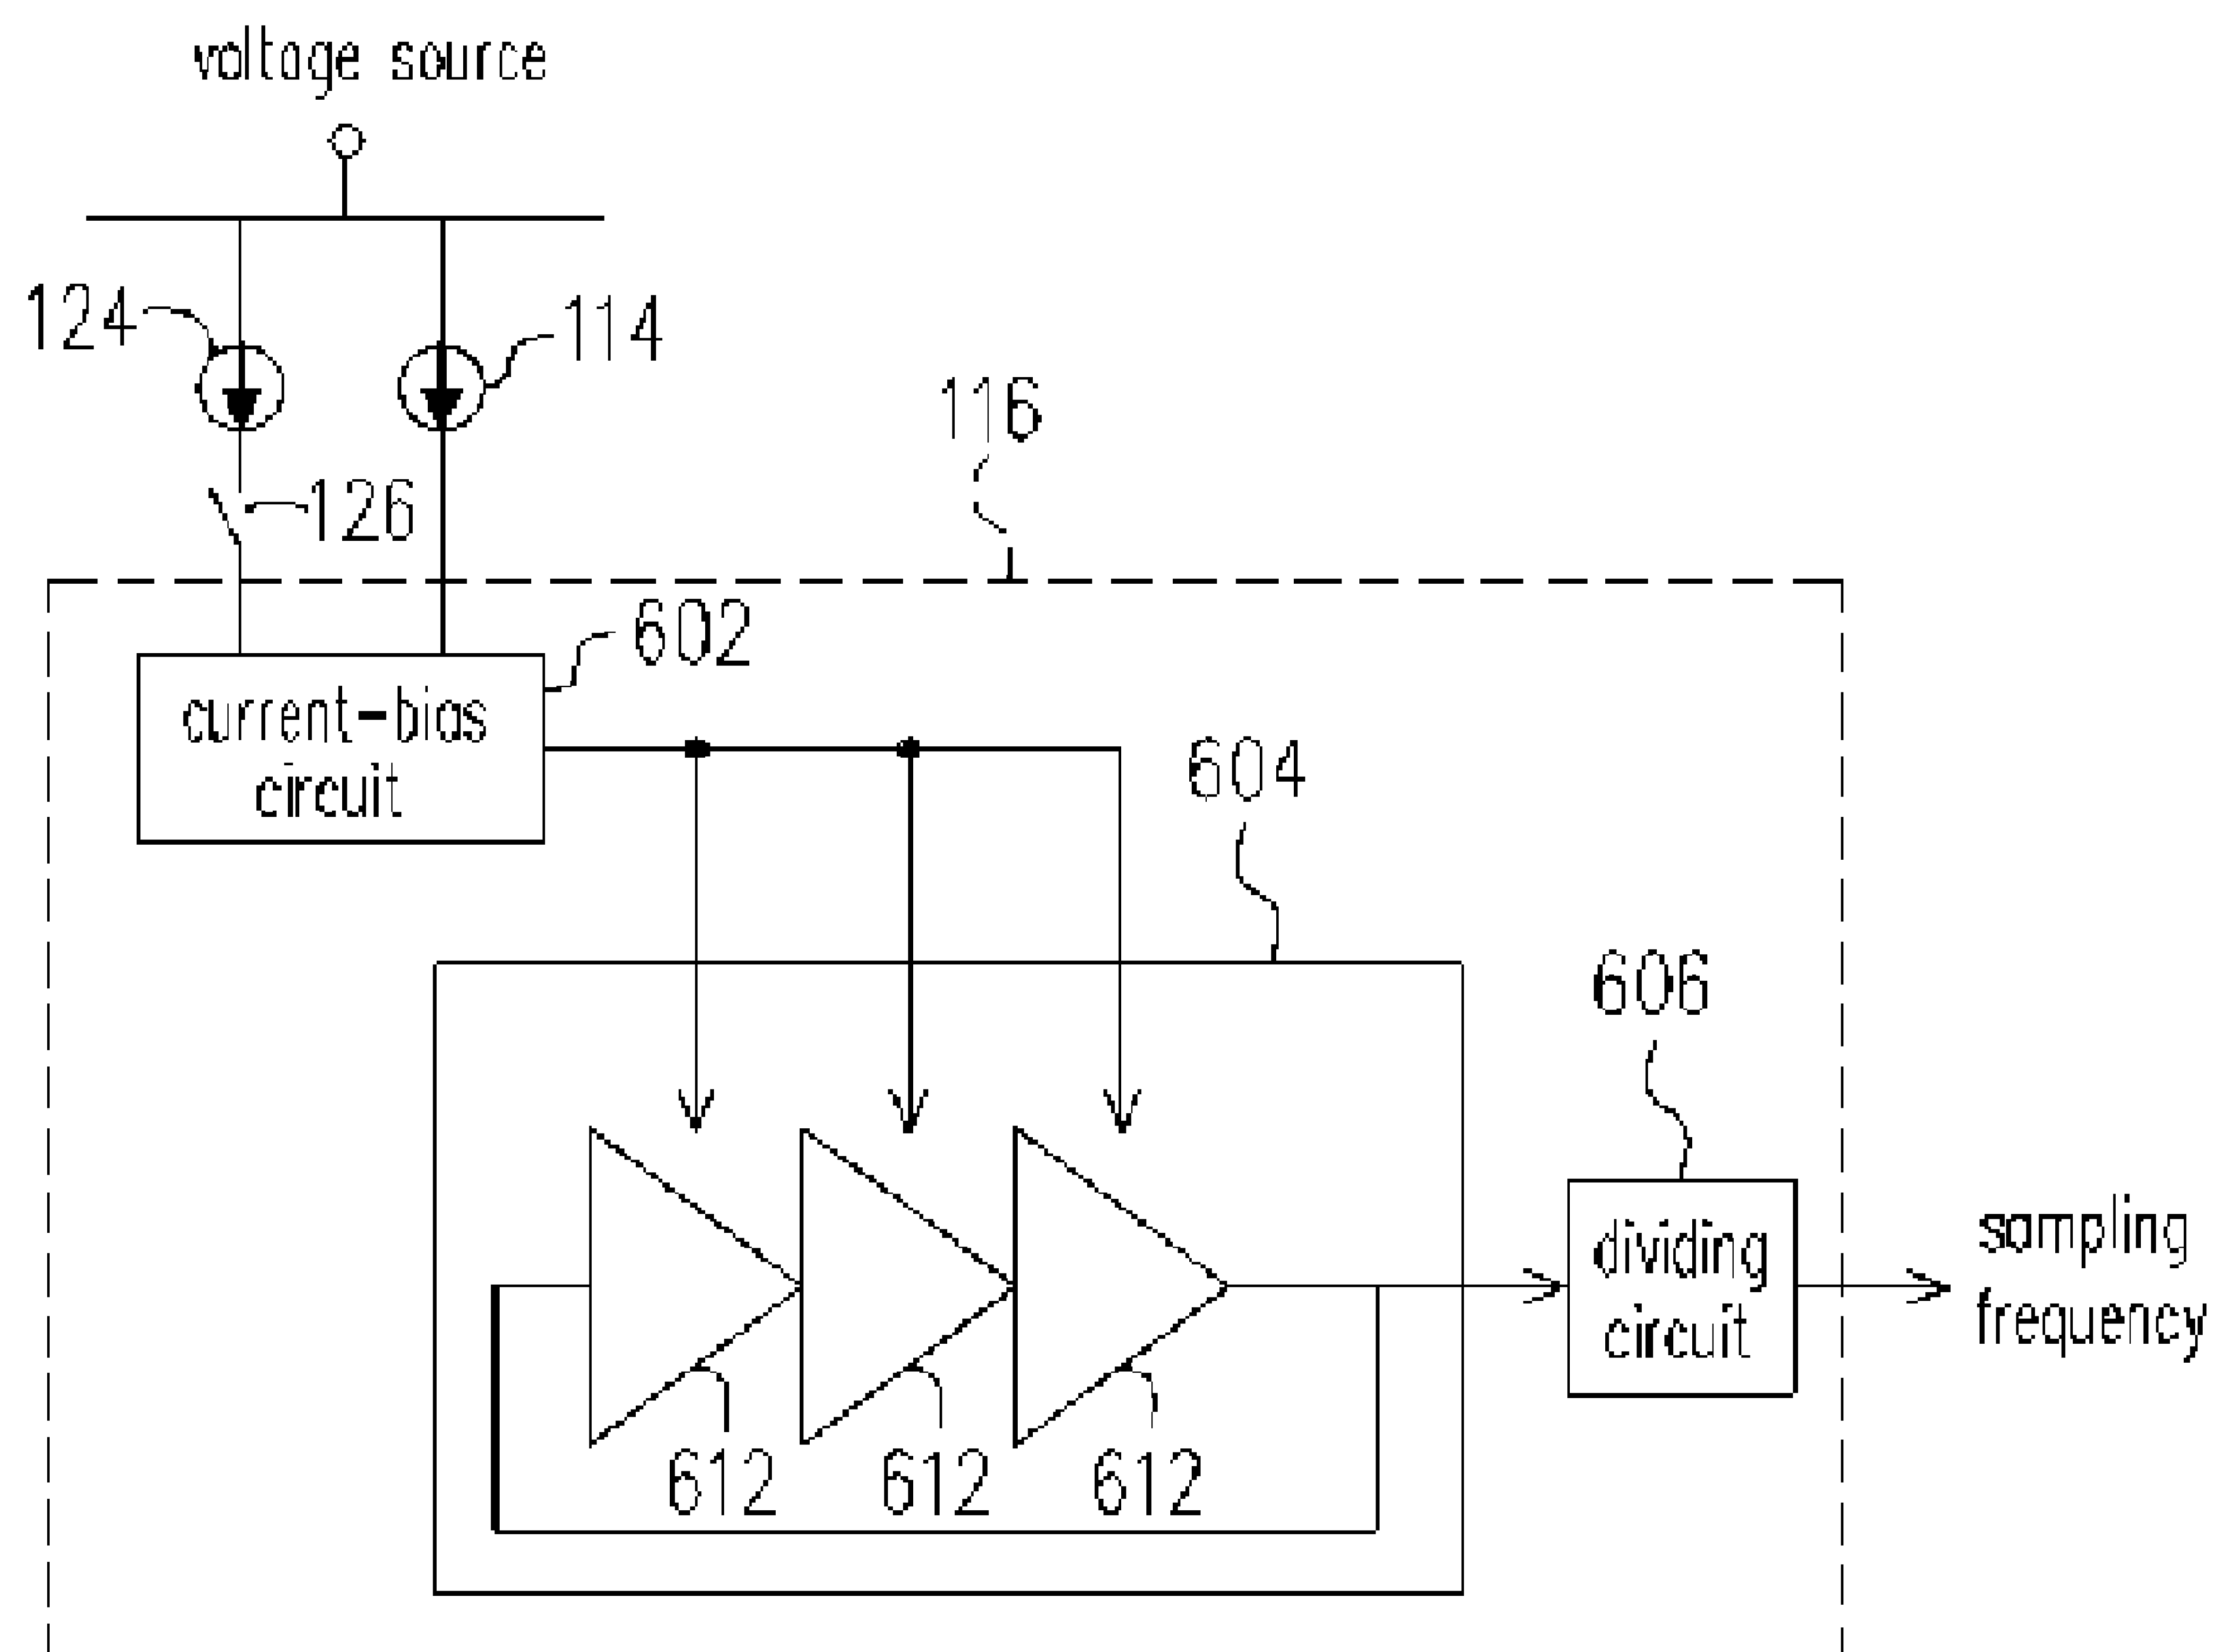 voltage source
124
114
116
126
602
current-bias
circuit
604
606
dividing
circuit
sampling
frequency
612 612 612